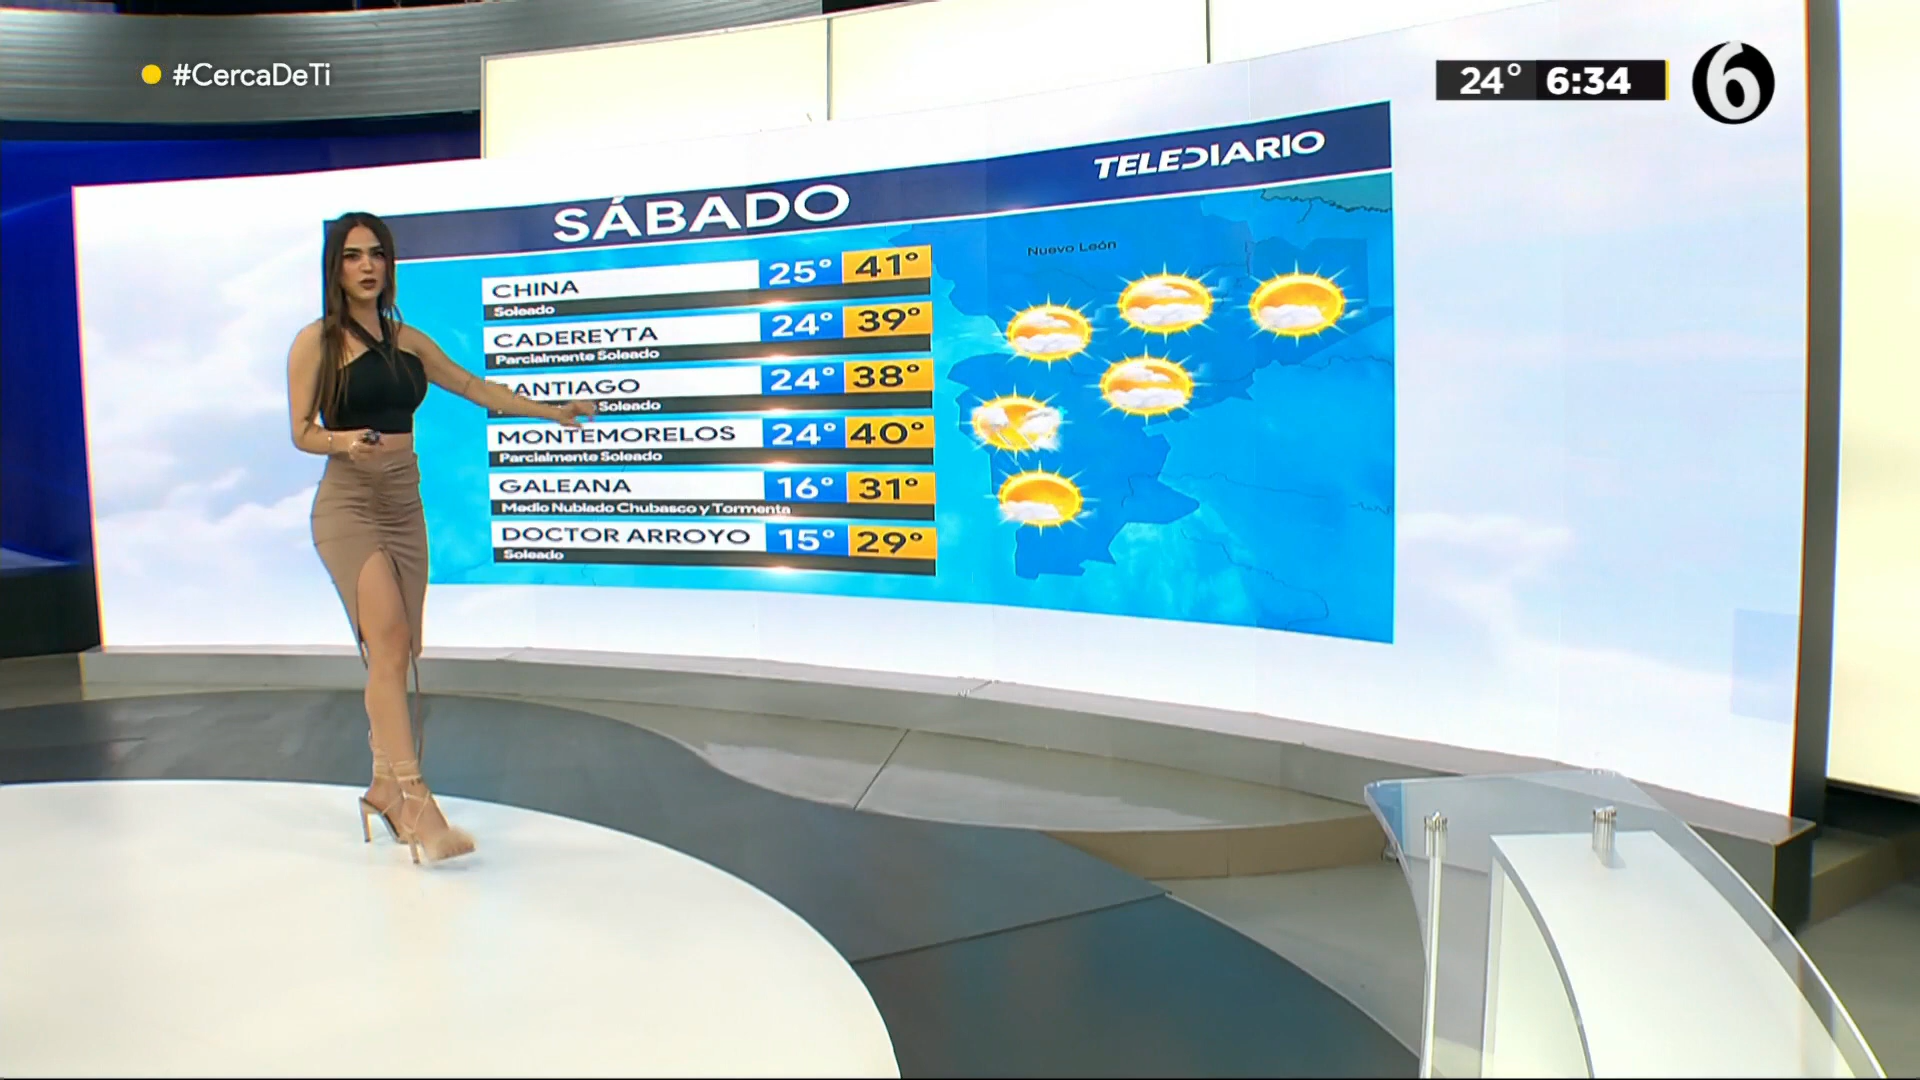 #CercaDeTi
24° 6:34
6
TELEDIARIO
SÁBADO
Nuevo León
CHINA 25° 41°
Soleado
CADEREYTA 24° 39°
Parcialmente Soleado
ANTIAGO 24° 38°
Soleado
MONTEMORELOS 24° 40°
Parcialmente Soleado
GALEANA 16° 31°
Medio Nublado Chubasco y Tormenta
DOCTOR ARROYO 15° 29°
Soleado